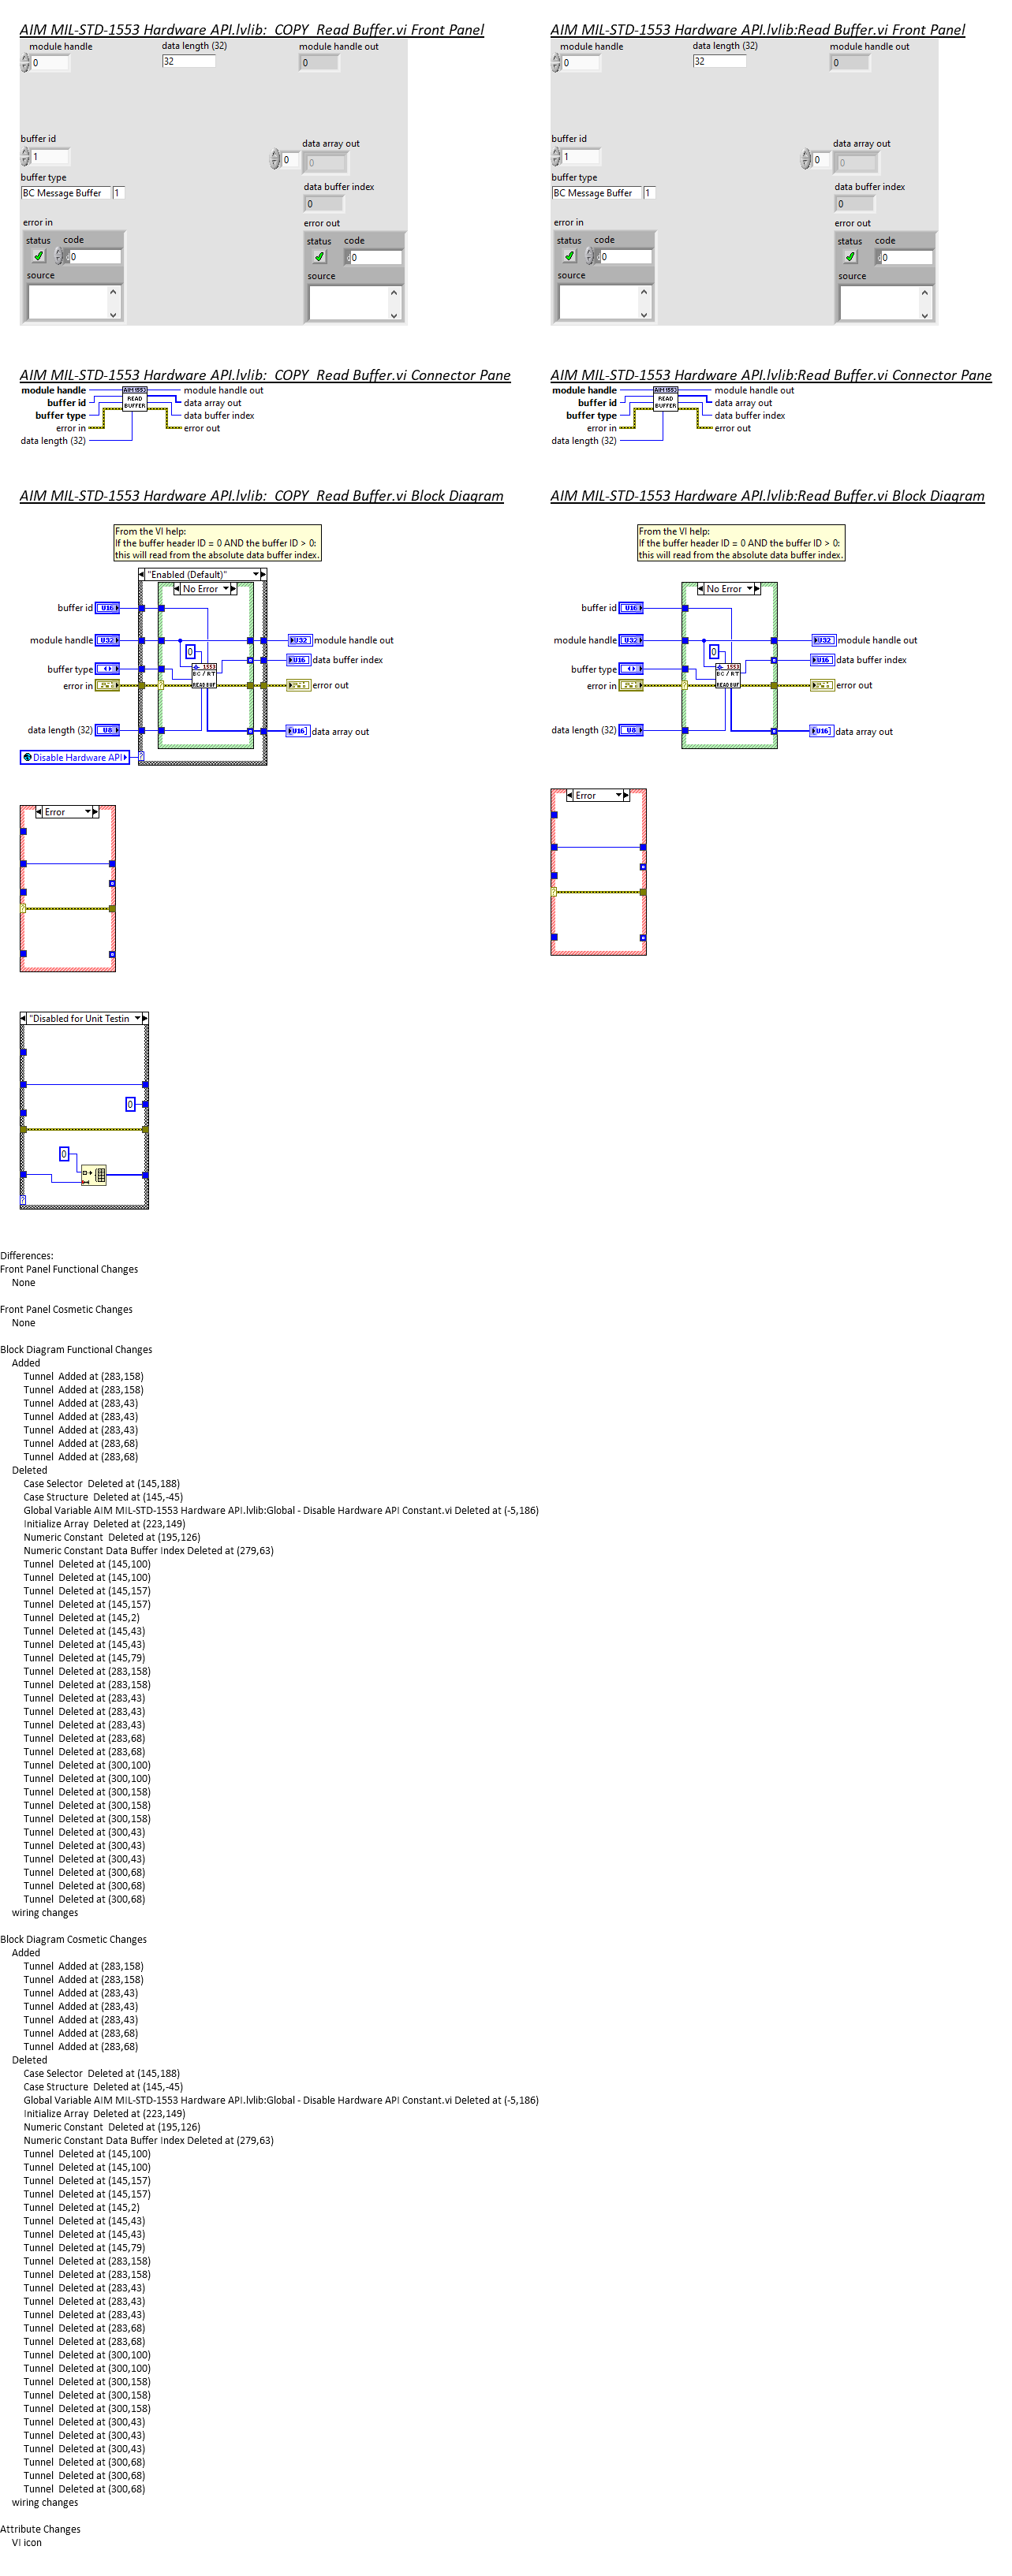 AIM MIL-STD-1553 Hardware API.lvlib:_COPY_Read Buffer.vi Front Panel
module handle
data length (32)
module handle out
0
32
0
buffer id
1
data array out
0
0
buffer type
BC Message Buffer
1
data buffer index
0
error in
error out
status
code
0
status
code
0
source
source
AIM MIL-STD-1553 Hardware API.lvlib:Read Buffer.vi Front Panel
module handle
data length (32)
module handle out
0
32
0
buffer id
1
data array out
0
0
buffer type
BC Message Buffer
1
data buffer index
0
error in
error out
status
code
0
status
code
0
source
source
AIM MIL-STD-1553 Hardware API.lvlib:_COPY_Read Buffer.vi Connector Pane
module handle
buffer id
buffer type
error in
data length (32)
AIM1553
READ
BUFFER
module handle out
data array out
data buffer index
error out
AIM MIL-STD-1553 Hardware API.lvlib:Read Buffer.vi Connector Pane
module handle
buffer id
buffer type
error in
data length (32)
AIM1553
READ
BUFFER
module handle out
data array out
data buffer index
error out
AIM MIL-STD-1553 Hardware API.lvlib:_COPY_Read Buffer.vi Block Diagram
From the VI help:
If the buffer header ID = 0 AND the buffer ID > 0:
this will read from the absolute data buffer index.
"Enabled (Default)"
No Error
buffer id
U16
module handle
U32
0
U32
module handle out
buffer type
1553
BC / RT
READ BUF
U16
data buffer index
error in
error out
data length (32)
U8
U16
data array out
Disable Hardware API
?
Error
"Disabled for Unit Testin
0
0
?
AIM MIL-STD-1553 Hardware API.lvlib:Read Buffer.vi Block Diagram
From the VI help:
If the buffer header ID = 0 AND the buffer ID > 0:
this will read from the absolute data buffer index.
No Error
buffer id
U16
module handle
U32
0
U32
module handle out
buffer type
1553
BC / RT
READ BUF
U16
data buffer index
error in
error out
data length (32)
U8
U16
data array out
Error
Differences:
Front Panel Functional Changes
None
Front Panel Cosmetic Changes
None
Block Diagram Functional Changes
Added
Tunnel  Added at (283,158)
Tunnel  Added at (283,158)
Tunnel  Added at (283,43)
Tunnel  Added at (283,43)
Tunnel  Added at (283,43)
Tunnel  Added at (283,68)
Tunnel  Added at (283,68)
Deleted
Case Selector  Deleted at (145,188)
Case Structure  Deleted at (145,-45)
Global Variable AIM MIL-STD-1553 Hardware API.lvlib:Global - Disable Hardware API Constant.vi Deleted at (-5,186)
Initialize Array  Deleted at (223,149)
Numeric Constant  Deleted at (195,126)
Numeric Constant Data Buffer Index Deleted at (279,63)
Tunnel  Deleted at (145,100)
Tunnel  Deleted at (145,100)
Tunnel  Deleted at (145,157)
Tunnel  Deleted at (145,157)
Tunnel  Deleted at (145,2)
Tunnel  Deleted at (145,43)
Tunnel  Deleted at (145,43)
Tunnel  Deleted at (145,79)
Tunnel  Deleted at (283,158)
Tunnel  Deleted at (283,158)
Tunnel  Deleted at (283,43)
Tunnel  Deleted at (283,43)
Tunnel  Deleted at (283,43)
Tunnel  Deleted at (283,68)
Tunnel  Deleted at (283,68)
Tunnel  Deleted at (300,100)
Tunnel  Deleted at (300,100)
Tunnel  Deleted at (300,158)
Tunnel  Deleted at (300,158)
Tunnel  Deleted at (300,158)
Tunnel  Deleted at (300,43)
Tunnel  Deleted at (300,43)
Tunnel  Deleted at (300,43)
Tunnel  Deleted at (300,68)
Tunnel  Deleted at (300,68)
Tunnel  Deleted at (300,68)
wiring changes
Block Diagram Cosmetic Changes
Added
Tunnel  Added at (283,158)
Tunnel  Added at (283,158)
Tunnel  Added at (283,43)
Tunnel  Added at (283,43)
Tunnel  Added at (283,43)
Tunnel  Added at (283,68)
Tunnel  Added at (283,68)
Deleted
Case Selector  Deleted at (145,188)
Case Structure  Deleted at (145,-45)
Global Variable AIM MIL-STD-1553 Hardware API.lvlib:Global - Disable Hardware API Constant.vi Deleted at (-5,186)
Initialize Array  Deleted at (223,149)
Numeric Constant  Deleted at (195,126)
Numeric Constant Data Buffer Index Deleted at (279,63)
Tunnel  Deleted at (145,100)
Tunnel  Deleted at (145,100)
Tunnel  Deleted at (145,157)
Tunnel  Deleted at (145,157)
Tunnel  Deleted at (145,2)
Tunnel  Deleted at (145,43)
Tunnel  Deleted at (145,43)
Tunnel  Deleted at (145,79)
Tunnel  Deleted at (283,158)
Tunnel  Deleted at (283,158)
Tunnel  Deleted at (283,43)
Tunnel  Deleted at (283,43)
Tunnel  Deleted at (283,43)
Tunnel  Deleted at (283,68)
Tunnel  Deleted at (283,68)
Tunnel  Deleted at (300,100)
Tunnel  Deleted at (300,100)
Tunnel  Deleted at (300,158)
Tunnel  Deleted at (300,158)
Tunnel  Deleted at (300,158)
Tunnel  Deleted at (300,43)
Tunnel  Deleted at (300,43)
Tunnel  Deleted at (300,43)
Tunnel  Deleted at (300,68)
Tunnel  Deleted at (300,68)
Tunnel  Deleted at (300,68)
wiring changes
Attribute Changes
VI icon